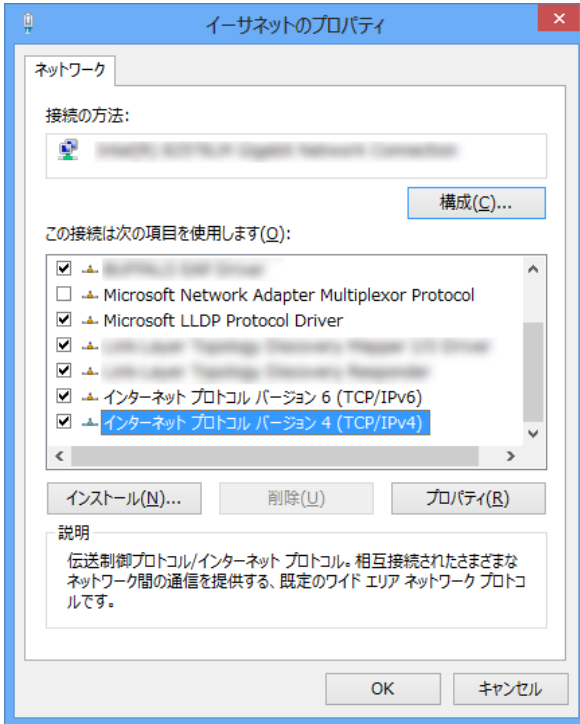 イーサネットのプロパティ
ネットワーク
接続の方法:
構成(C)...
この接続は次の項目を使用します(O):
Microsoft Network Adapter Multiplexor Protocol
Microsoft LLDP Protocol Driver
インターネット プロトコル バージョン 6 (TCP/IPv6)
インターネット プロトコル バージョン 4 (TCP/IPv4)
インストール(N)...
削除(U)
プロパティ(R)
説明
伝送制御プロトコル/インターネット プロトコル。相互接続されたさまざまな
ネットワーク間の通信を提供する、既定のワイド エリア ネットワーク プロトコ
ルです。
OK
キャンセル